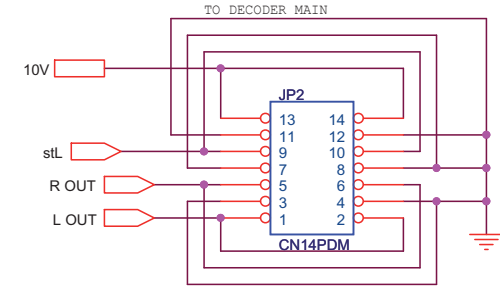 TO DECODER MAIN
10V
JP2
13 14
11 12
stL
9 10
7 8
R OUT
5 6
3 4
L OUT
1 2
CN14PDM